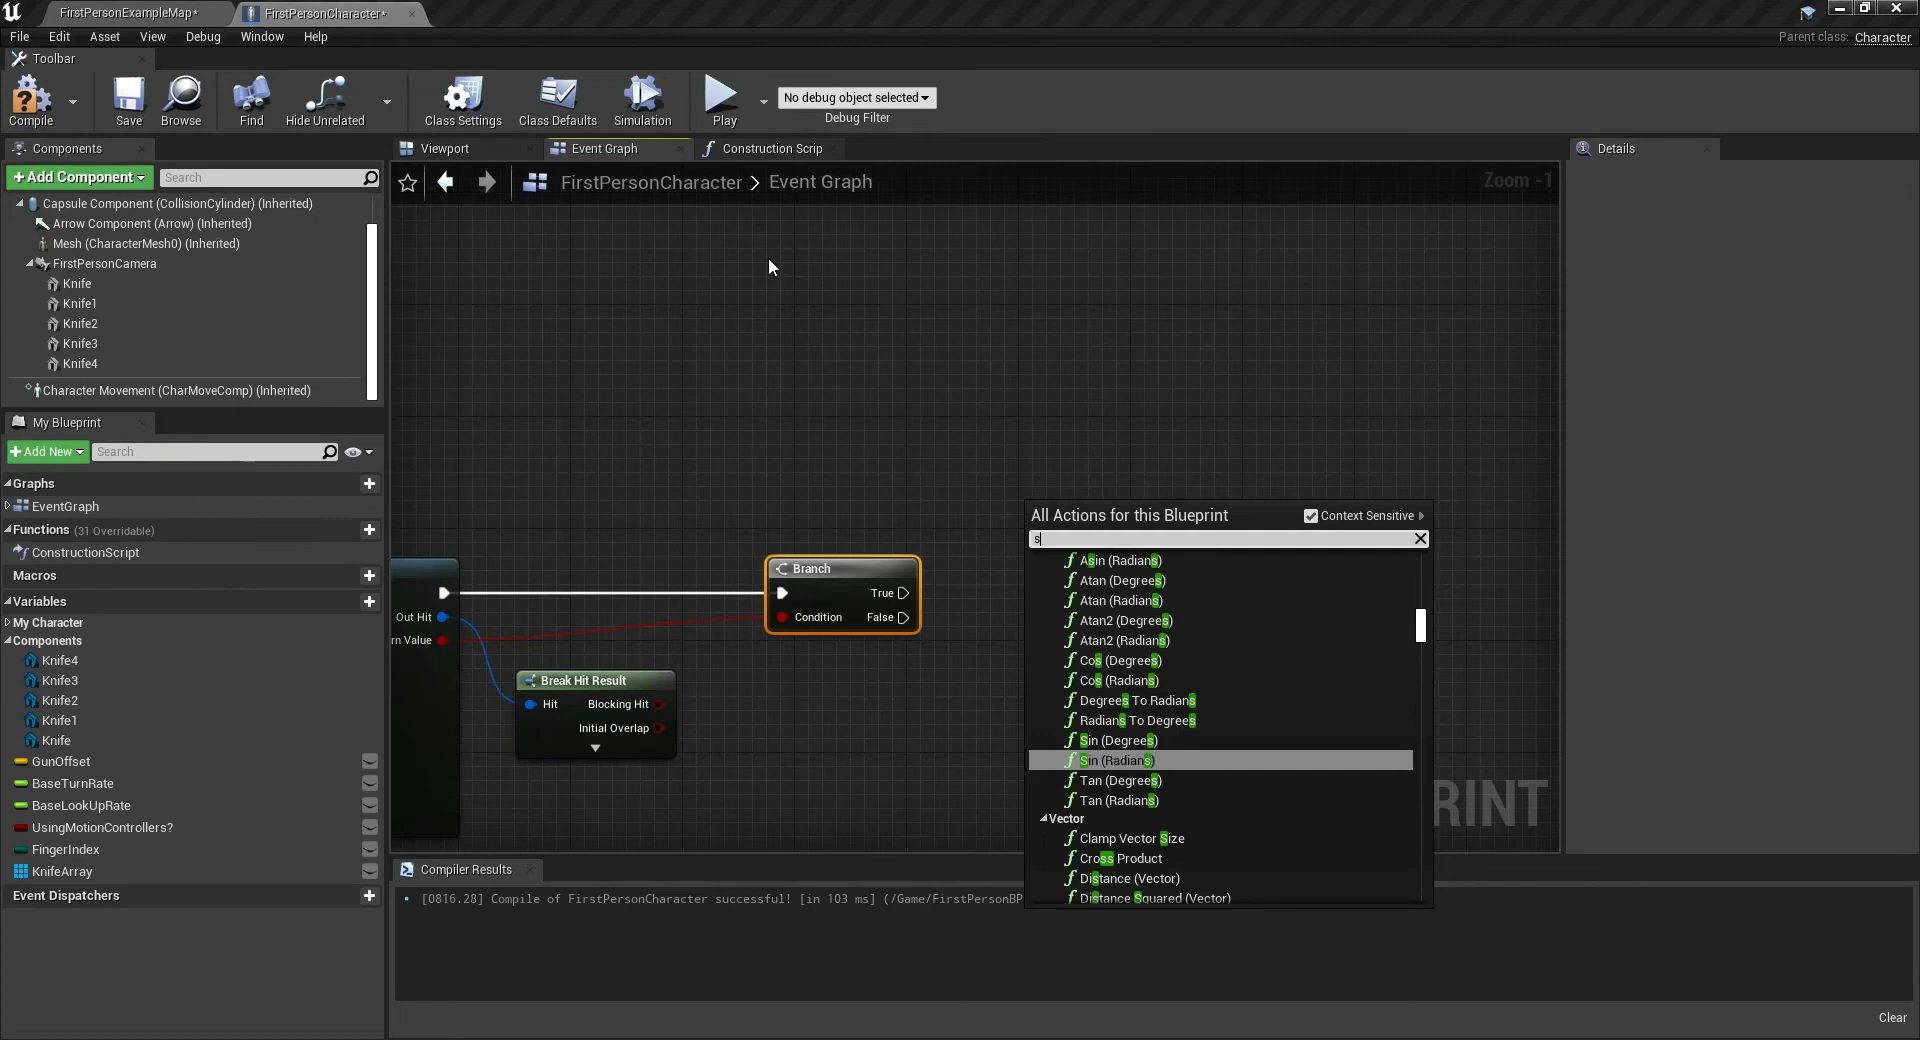 FirstPersonExampleMap*
FirstPersonCharacter*
File Edit Asset View Debug Window Help
Parent class: Character
Toolbar
Compile
Save
Browse
Find
Hide Unrelated
Class Settings
Class Defaults
Simulation
Play
No debug object selected
Debug Filter
Components
Viewport
Event Graph
Construction Scrip
Details
+Add Component
Search
FirstPersonCharacter > Event Graph
Zoom -1
Capsule Component (CollisionCylinder) (Inherited)
Arrow Component (Arrow) (Inherited)
Mesh (CharacterMesh0) (Inherited)
FirstPersonCamera
Knife
Knife1
Knife2
Knife3
Knife4
Character Movement (CharMoveComp) (Inherited)
My Blueprint
+Add New
Search
Graphs
EventGraph
Functions (31 Overridable)
ConstructionScript
Macros
Variables
My Character
Components
Knife4
Knife3
Knife2
Knife1
Knife
GunOffset
BaseTurnRate
BaseLookUpRate
UsingMotionControllers?
FingerIndex
KnifeArray
Event Dispatchers
Out Hit
rn Value
Branch
True
Condition
False
Break Hit Result
Hit
Blocking Hit
Initial Overlap
All Actions for this Blueprint
Context Sensitive
s
Asin (Radians)
Atan (Degrees)
Atan (Radians)
Atan2 (Degrees)
Atan2 (Radians)
Cos (Degrees)
Cos (Radians)
Degrees To Radians
Radians To Degrees
Sin (Degrees)
Sin (Radians)
Tan (Degrees)
Tan (Radians)
Vector
Clamp Vector Size
Cross Product
Distance (Vector)
Distance Squared (Vector)
RINT
Compiler Results
[0816.28] Compile of FirstPersonCharacter successful! [in 103 ms] (/Game/FirstPersonBP
Clear